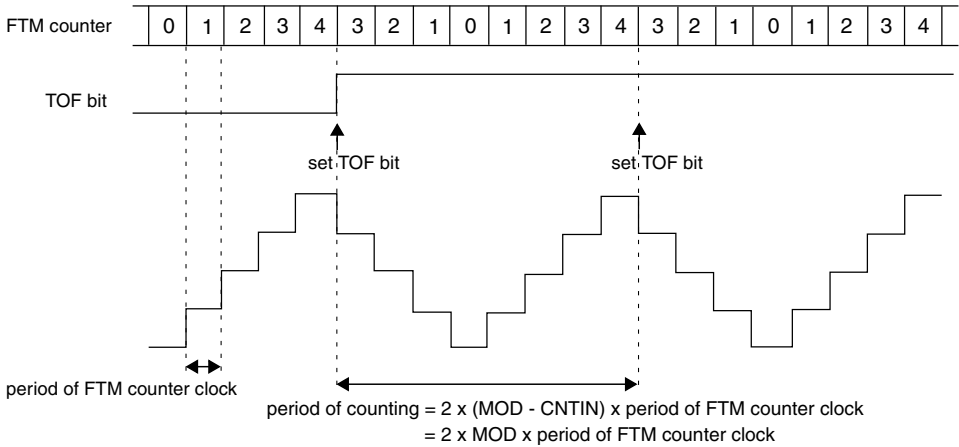 FTM counter 0 1 2 3 4 3 2 1 0 1 2 3 4 3 2 1 0 1 2 3 4
TOF bit
set TOF bit set TOF bit
period of FTM counter clock
period of counting = 2 x (MOD - CNTIN) x period of FTM counter clock
= 2 x MOD x period of FTM counter clock